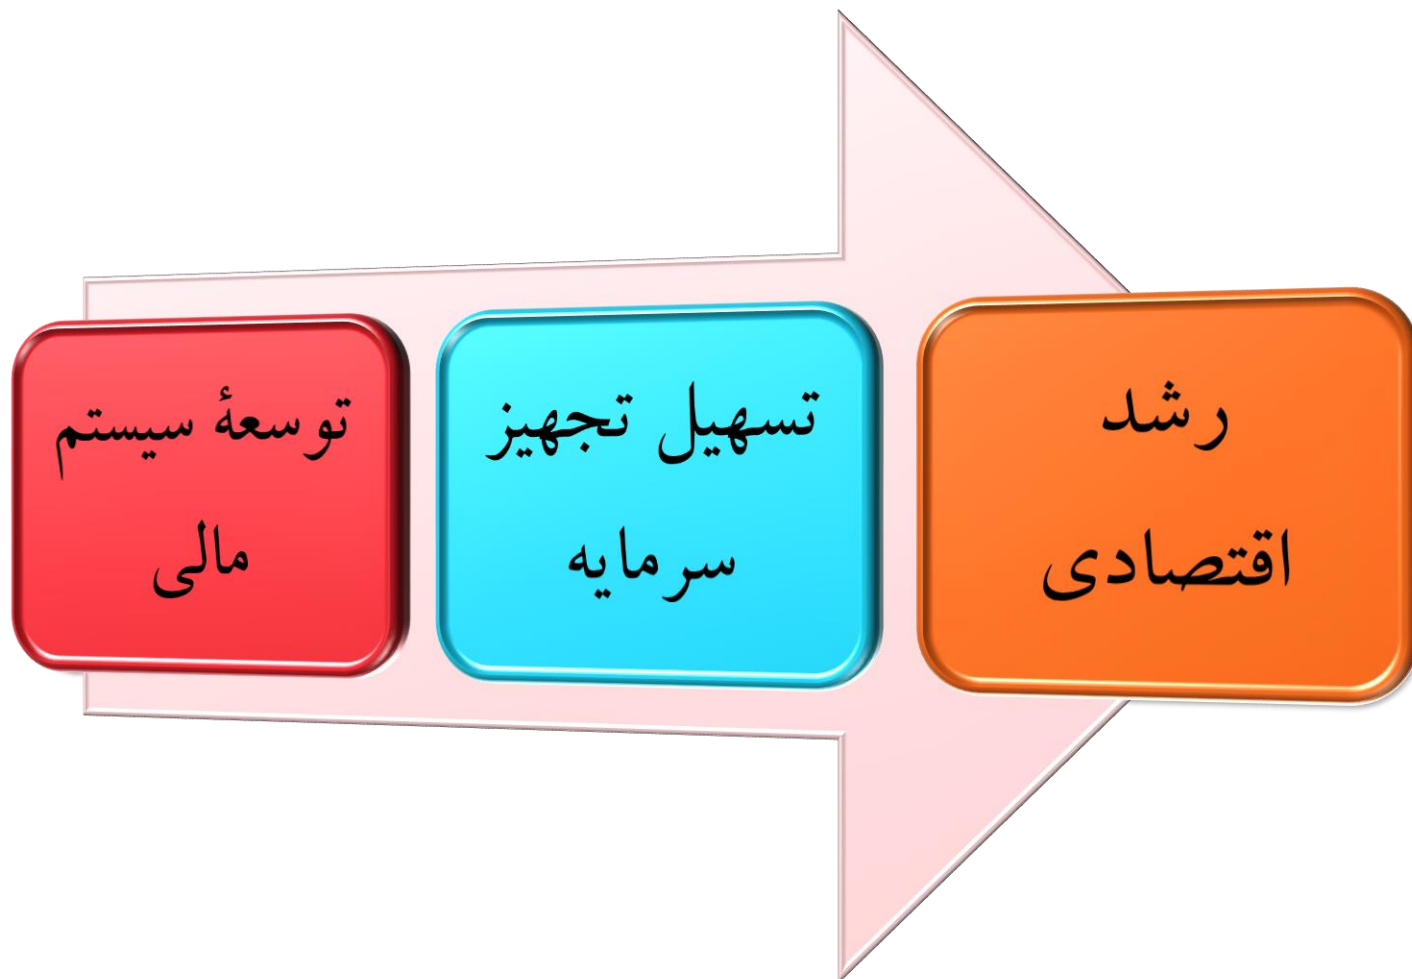 توسعهٔ سیستم
مالی
تسهیل تجهیز
سرمایه
رشد
اقتصادی